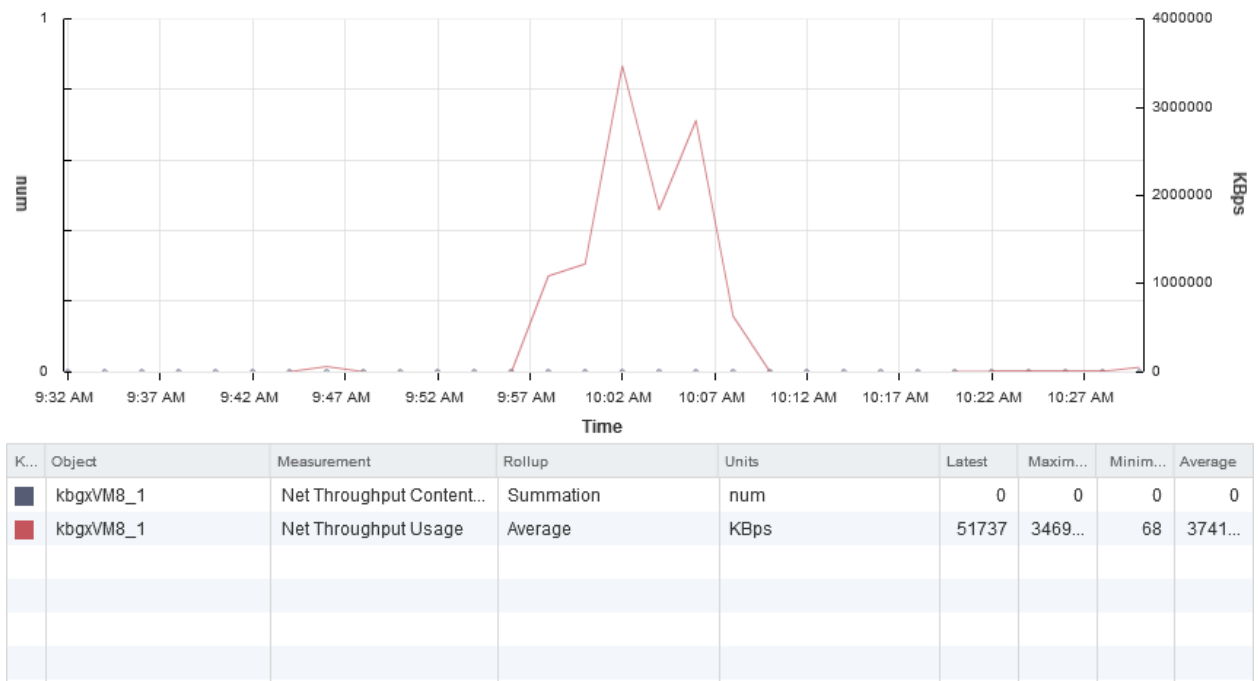 1 4000000
3000000
num 2000000 KBps
1000000
0 0
9:32 AM 9:37 AM 9:42 AM 9:47 AM 9:52 AM 9:57 AM 10:02 AM 10:07 AM 10:12 AM 10:17 AM 10:22 AM 10:27 AM
Time
K... Object Measurement Rollup Units Latest Maxim... Minim... Average
kbgxVM8_1 Net Throughput Content... Summation num 0 0 0 0
kbgxVM8_1 Net Throughput Usage Average KBps 51737 3469... 68 3741...